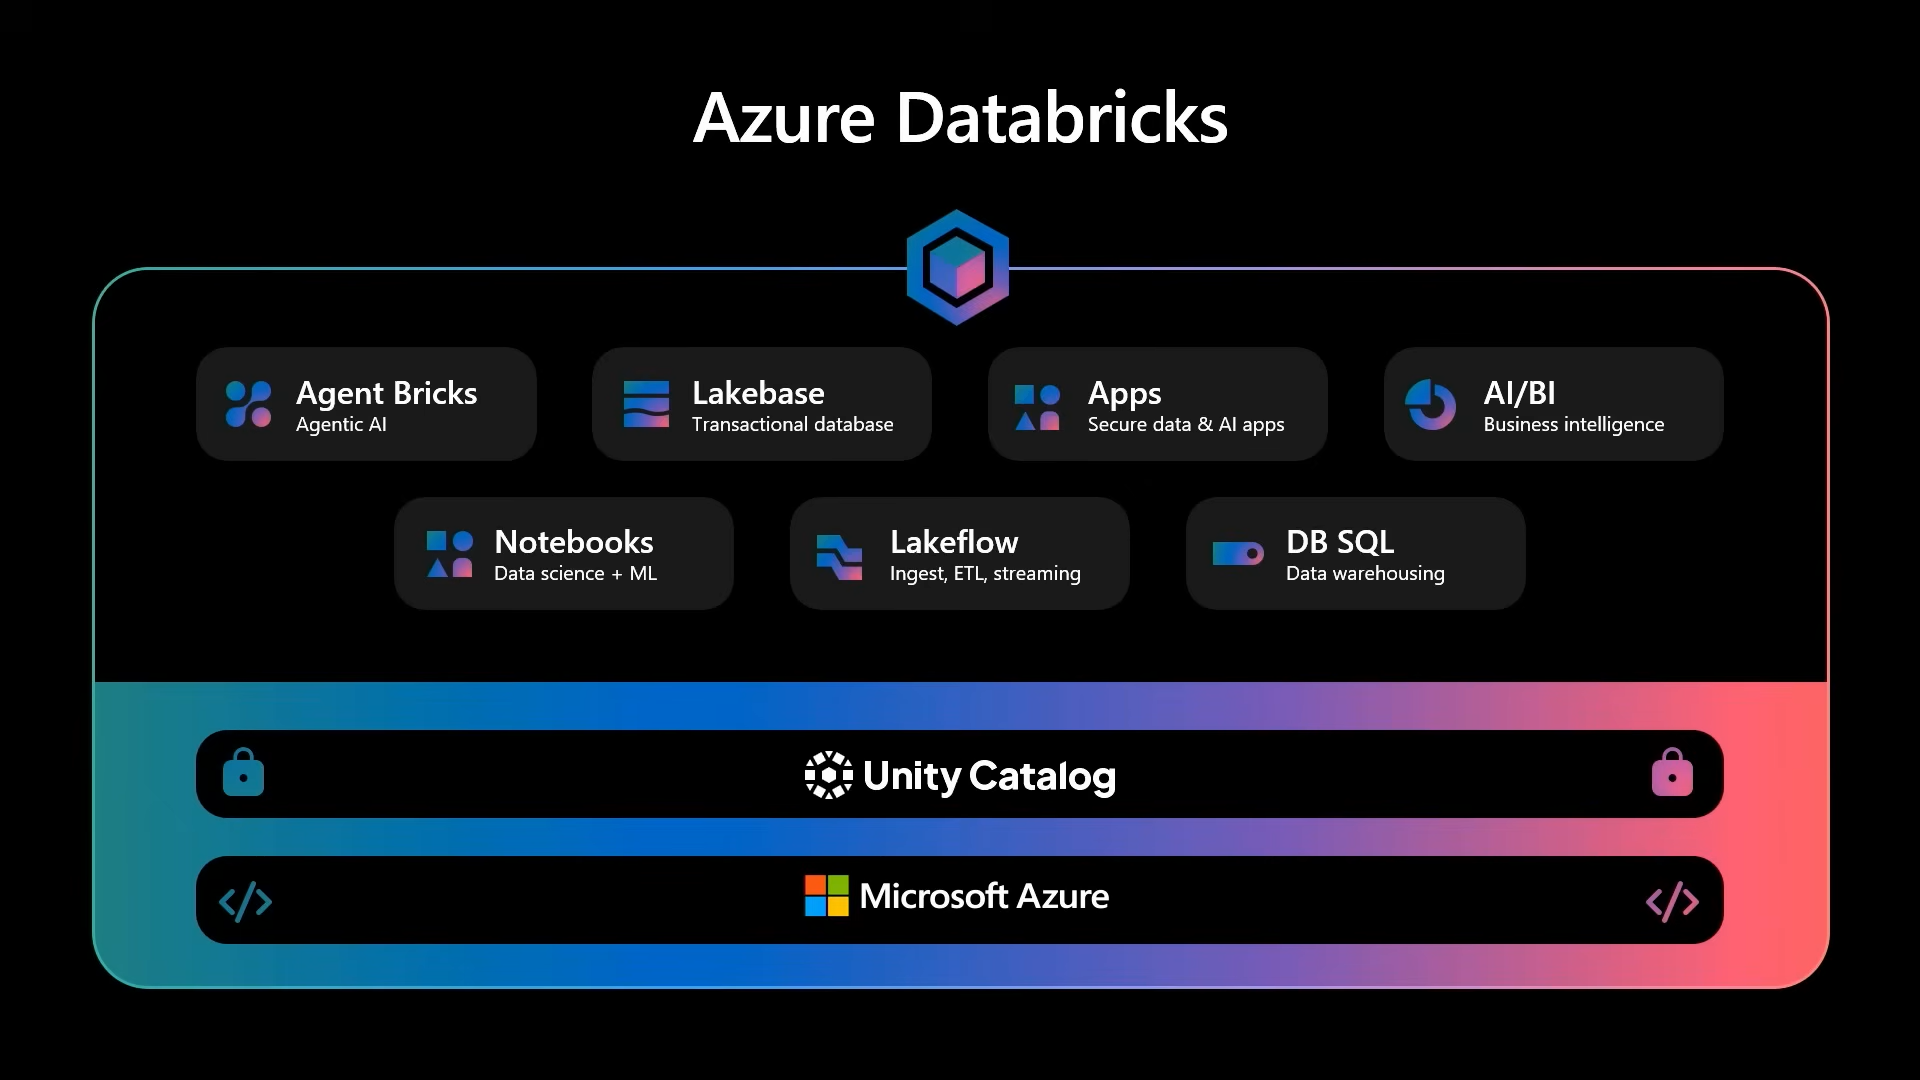 Azure Databricks
Agent Bricks
Agentic AI
Lakebase
Transactional database
Apps
Secure data & AI apps
AI/BI
Business intelligence
Notebooks
Data science + ML
Lakeflow
Ingest, ETL, streaming
DB SQL
Data warehousing
Unity Catalog
Microsoft Azure